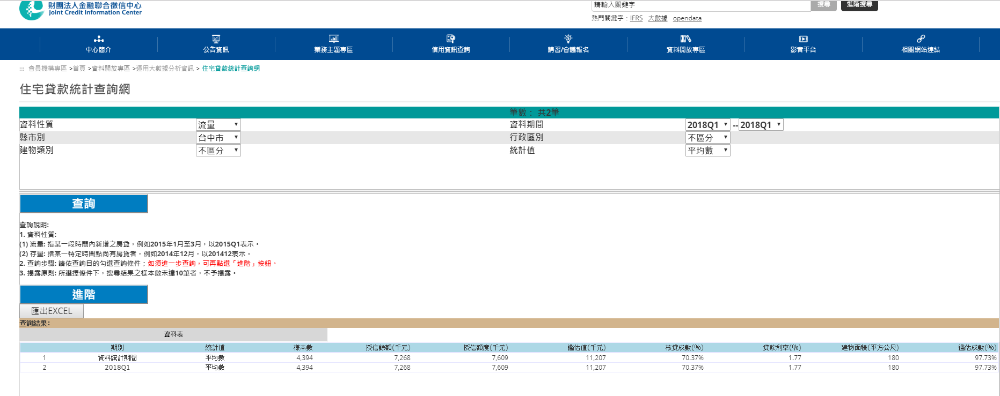 財團法人金融聯合徵信中心
Joint Credit Information Center
請輸入關鍵字 搜尋 進階搜尋
熱門關鍵字：IFRS 大數據 opendata
中心簡介 公告資訊 業務主題專區 信用資訊查詢 講習/會議報名 資料開放專區 影音平台 相關網站連結
::: 會員機構專區 >首頁 >資料開放專區 >運用大數據分析資訊 > 住宅貸款統計查詢網
住宅貸款統計查詢網
筆數： 共2筆
資料性質 流量 資料期間 2018Q1 --2018Q1
縣市別 台中市 行政區別 不區分
建物類別 不區分 統計值 平均數
查詢
查詢說明:
1. 資料性質:
(1) 流量: 指某一段時間內新增之房貸，例如2015年1月至3月，以2015Q1表示。
(2) 存量: 指某一特定時間點尚有房貸者，例如2014年12月，以201412表示。
2. 查詢步驟: 請依查詢目的勾選查詢條件；如須進一步查詢，可再點選「進階」按鈕。
3. 揭露原則: 所選擇條件下，搜尋結果之樣本數未達10筆者，不予揭露。
進階
匯出EXCEL
查詢結果:
資料表
期別 統計值 樣本數 授信餘額(千元) 授信額度(千元) 鑑估值(千元) 核貸成數(%) 貸款利率(%) 建物面積(平方公尺) 鑑估成數(%)
1 資料統計期間 平均數 4,394 7,268 7,609 11,207 70.37% 1.77 180 97.73%
2 2018Q1 平均數 4,394 7,268 7,609 11,207 70.37% 1.77 180 97.73%